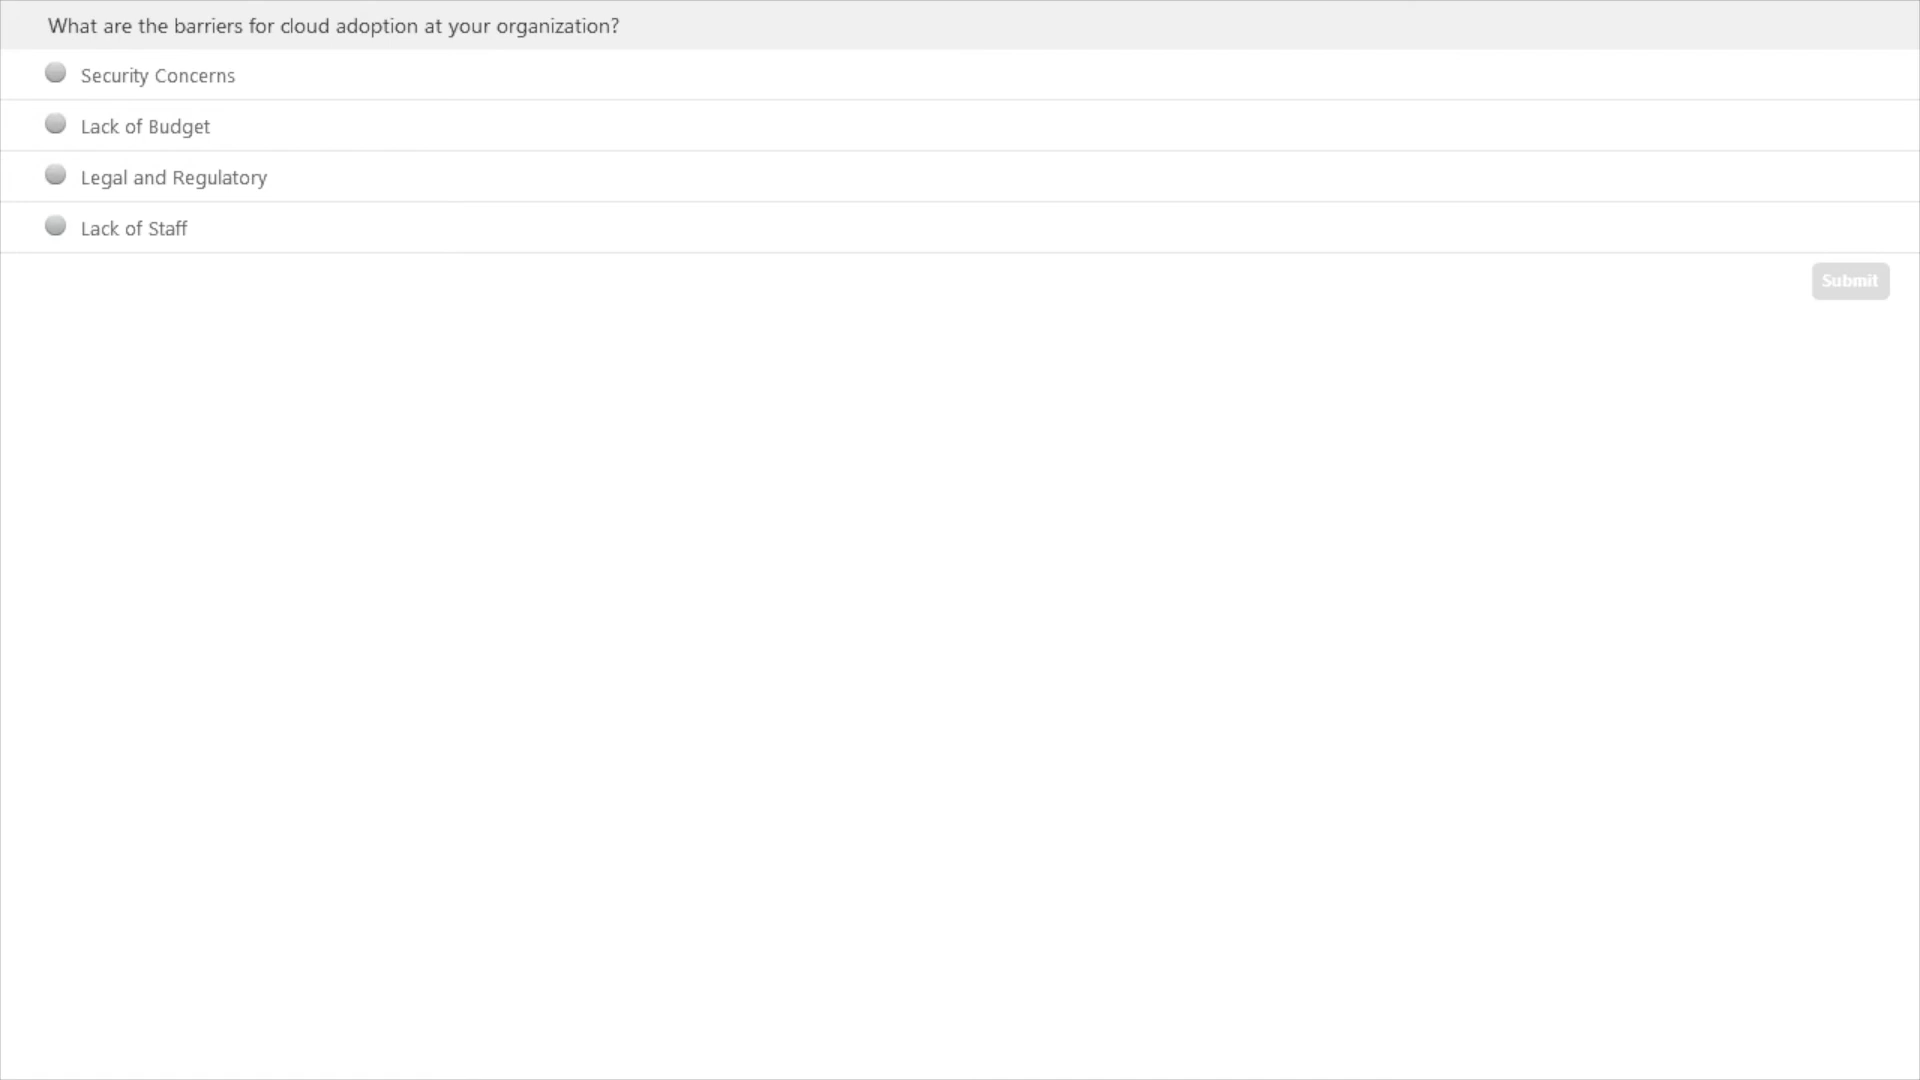 What are the barriers for cloud adoption at your organization?
Security Concerns
Lack of Budget
Legal and Regulatory
Lack of Staff
Submit